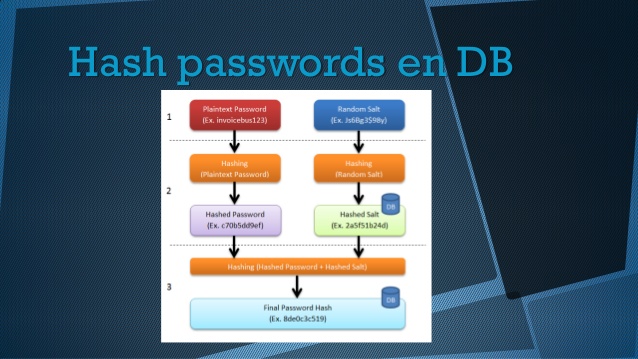 Hash passwords en DB
1
Plaintext Password
(Ex. invoicebus123)
Random Salt
(Ex. Js6Bg3$98y)
2
Hashing
(Plaintext Password)
Hashing
(Random Salt)
Hashed Password
(Ex. c70b5dd9ef)
DB
Hashed Salt
(Ex. 2a5f51b24d)
3
Hashing (Hashed Password + Hashed Salt)
DB
Final Password Hash
(Ex. 8de0c3c519)